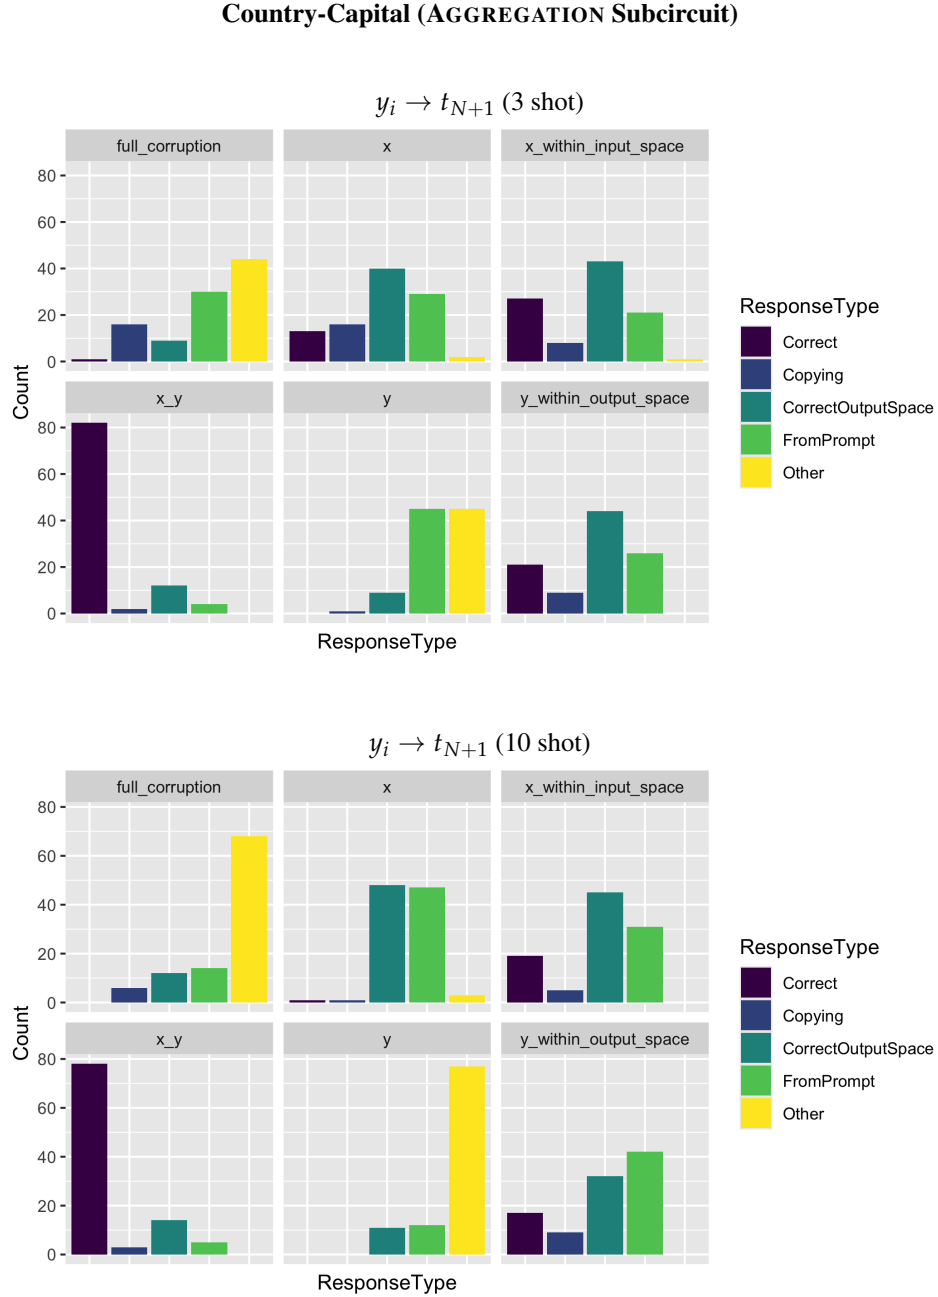 Country-Capital (AGGREGATION Subcircuit)
y_i → t_{N+1} (3 shot)
full_corruption
x
x_within_input_space
80
60
40
20
0
x_y
y
y_within_output_space
80
60
40
20
0
Count
ResponseType
ResponseType
Correct
Copying
CorrectOutputSpace
FromPrompt
Other
y_i → t_{N+1} (10 shot)
full_corruption
x
x_within_input_space
80
60
40
20
0
x_y
y
y_within_output_space
80
60
40
20
0
Count
ResponseType
ResponseType
Correct
Copying
CorrectOutputSpace
FromPrompt
Other